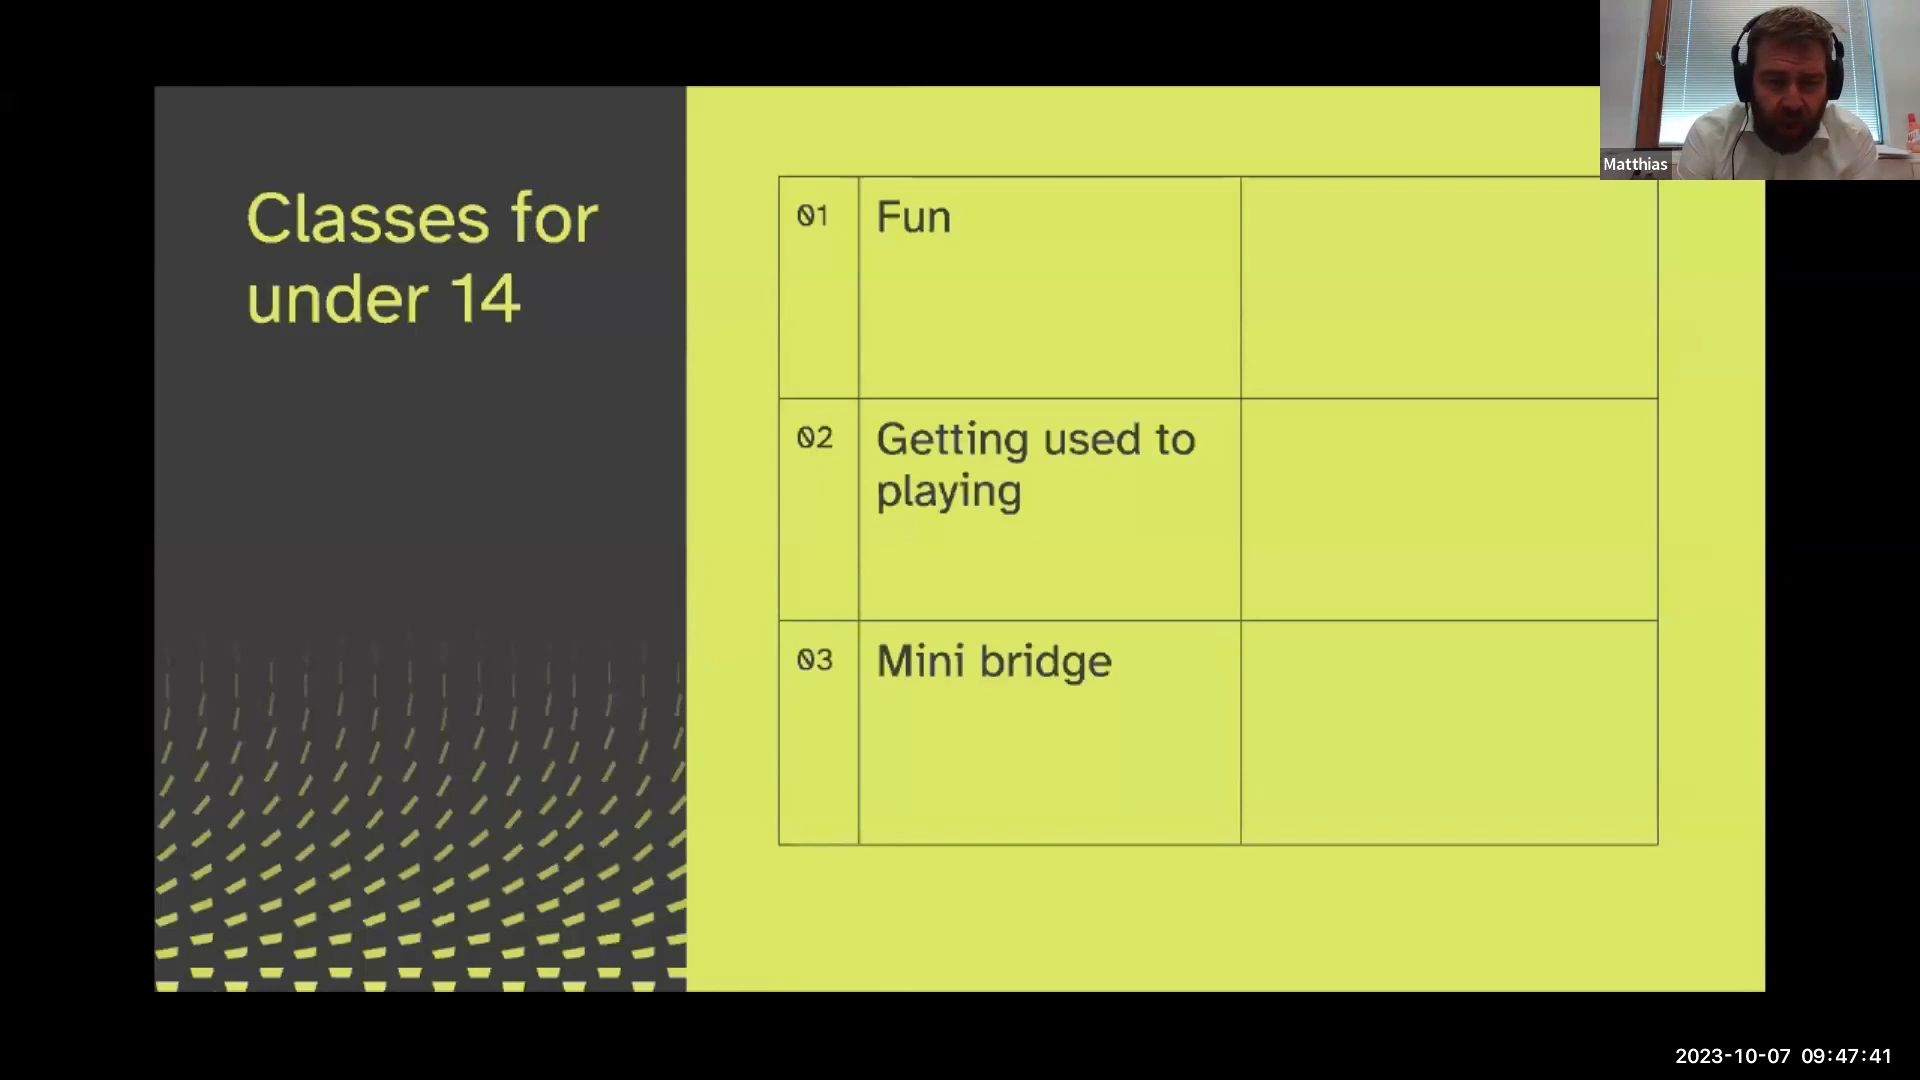 Matthias
Classes for
under 14
01
Fun
02
Getting used to
playing
03
Mini bridge
2023-10-07 09:47:41